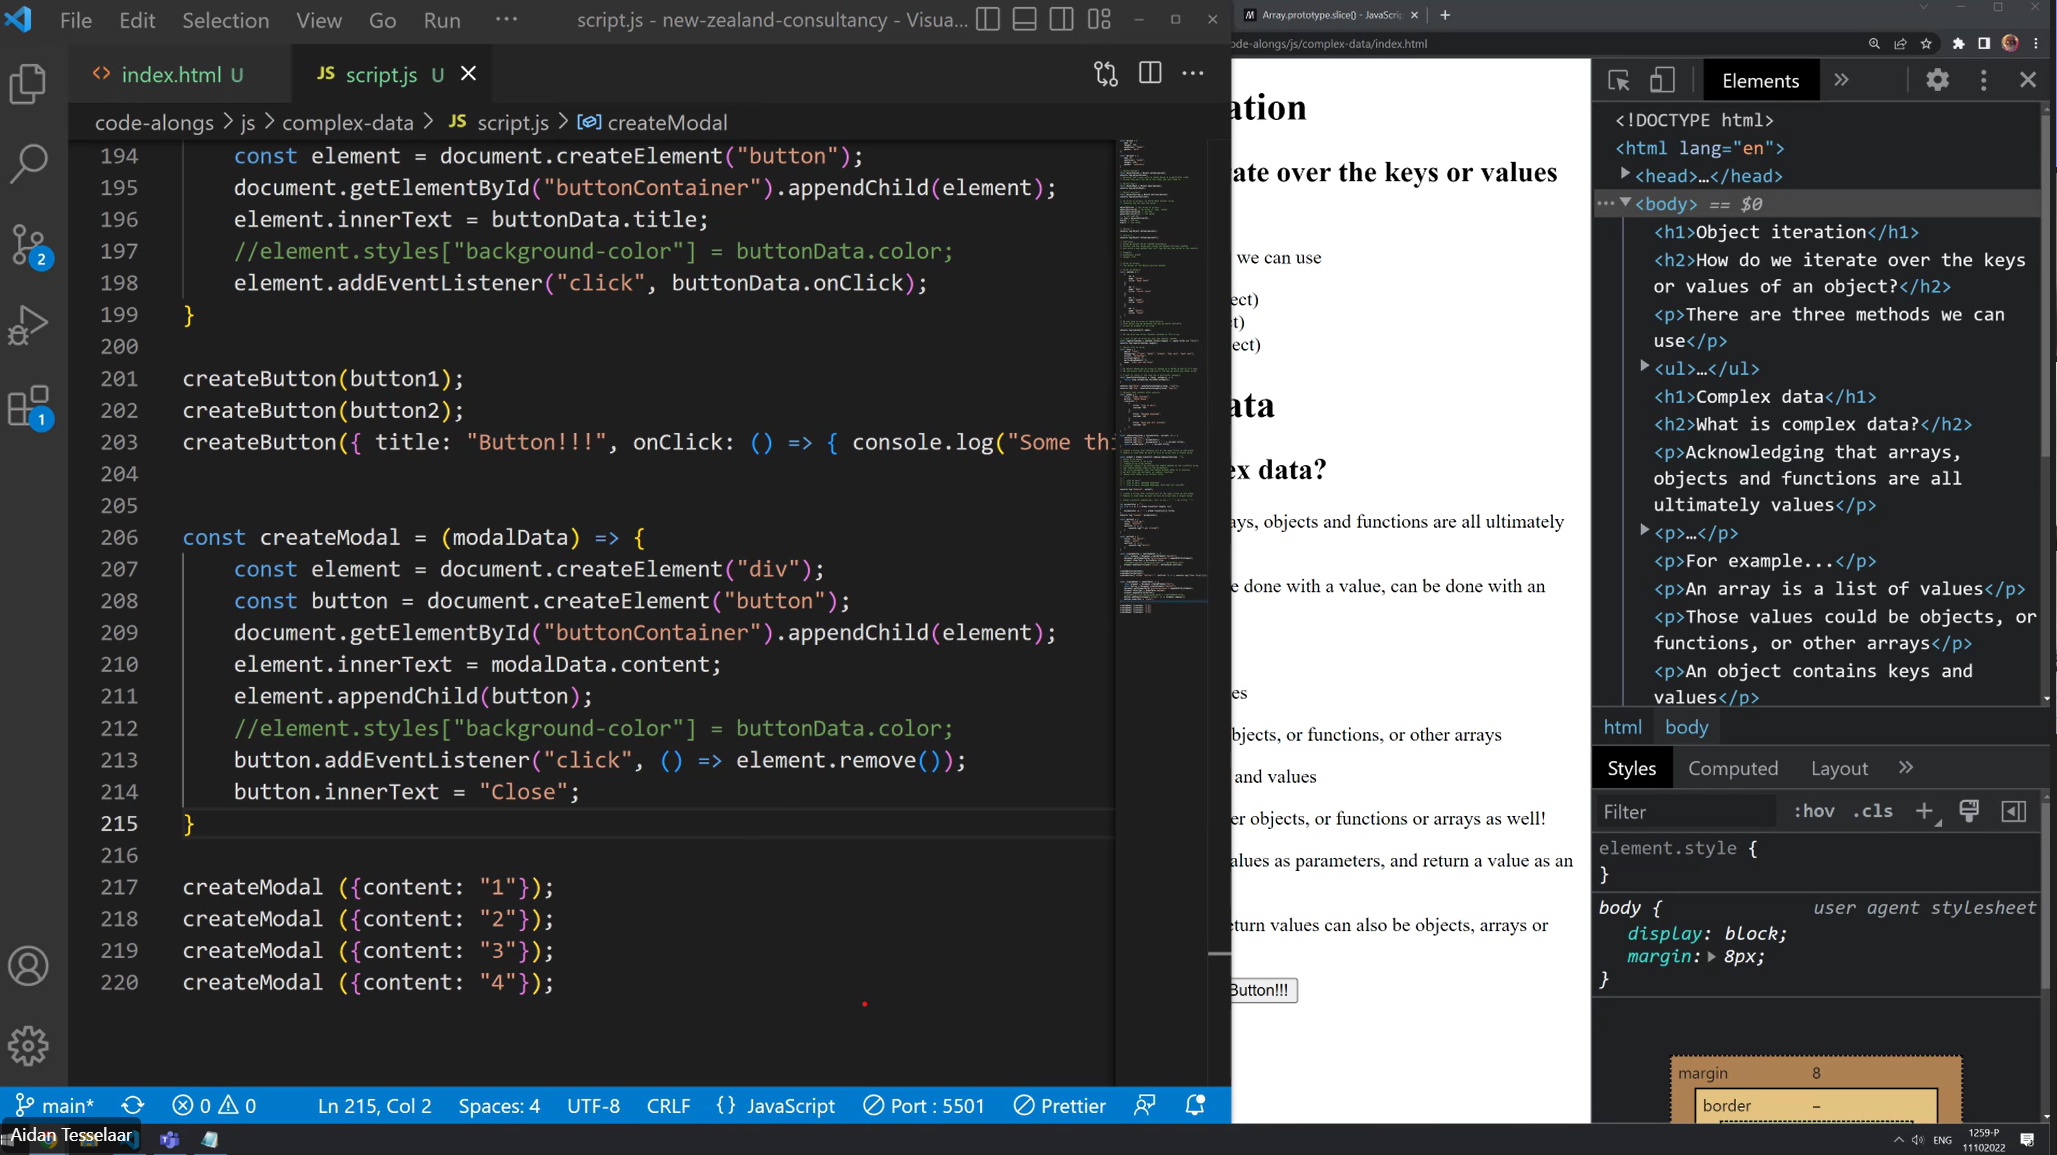 File Edit Selection View Go Run ··· script.js - new-zealand-consultancy - Visua...
index.html U
JS script.js U
code-alongs > js > complex-data > JS script.js > createModal
194 const element = document.createElement("button");
195 document.getElementById("buttonContainer").appendChild(element);
196 element.innerText = buttonData.title;
197 //element.styles["background-color"] = buttonData.color;
198 element.addEventListener("click", buttonData.onClick);
199 }
200
201 createButton(button1);
202 createButton(button2);
203 createButton({ title: "Button!!!", onClick: () => { console.log("Some thi
204
205
206 const createModal = (modalData) => {
207 const element = document.createElement("div");
208 const button = document.createElement("button");
209 document.getElementById("buttonContainer").appendChild(element);
210 element.innerText = modalData.content;
211 element.appendChild(button);
212 //element.styles["background-color"] = buttonData.color;
213 button.addEventListener("click", () => element.remove());
214 button.innerText = "Close";
215 }
216
217 createModal ({content: "1"});
218 createModal ({content: "2"});
219 createModal ({content: "3"});
220 createModal ({content: "4"});
2
1
main* 0 0 Ln 215, Col 2 Spaces: 4 UTF-8 CRLF {} JavaScript Port : 5501 Prettier
Aidan Tesselaar
Array.prototype.slice() - JavaScrip
de-alongs/js/complex-data/index.html
ation
ate over the keys or values
we can use
ect)
t)
ect)
ata
ex data?
ays, objects and functions are all ultimately
e done with a value, can be done with an
es
bjects, or functions, or other arrays
and values
er objects, or functions or arrays as well!
alues as parameters, and return a value as an
eturn values can also be objects, arrays or
Button!!!
Elements
<!DOCTYPE html>
<html lang="en">
<head>…</head>
<body> == $0
<h1>Object iteration</h1>
<h2>How do we iterate over the keys
or values of an object?</h2>
<p>There are three methods we can
use</p>
<ul>…</ul>
<h1>Complex data</h1>
<h2>What is complex data?</h2>
<p>Acknowledging that arrays,
objects and functions are all
ultimately values</p>
<p>…</p>
<p>For example...</p>
<p>An array is a list of values</p>
<p>Those values could be objects, or
functions, or other arrays</p>
<p>An object contains keys and
values</p>
html body
Styles Computed Layout
Filter :hov .cls
element.style {
}
body { user agent stylesheet
display: block;
margin: 8px;
}
margin 8
border –
ENG 1259-P
11102022